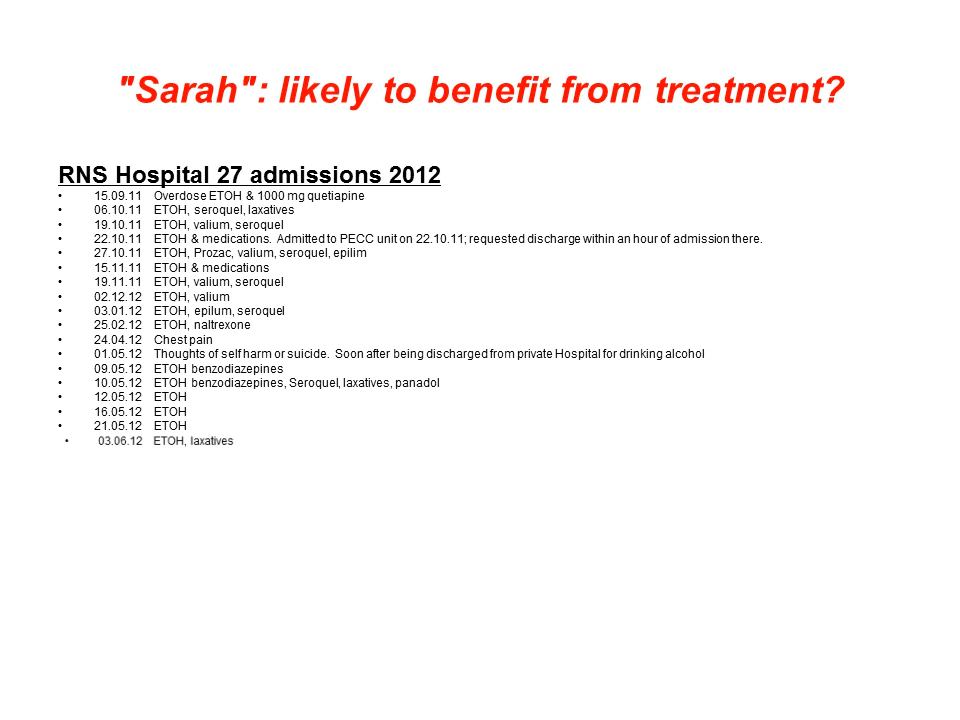 "Sarah": likely to benefit from treatment?
RNS Hospital 27 admissions 2012
• 15.09.11 Overdose ETOH & 1000 mg quetiapine
• 06.10.11 ETOH, seroquel, laxatives
• 19.10.11 ETOH, valium, seroquel
• 22.10.11 ETOH & medications. Admitted to PECC unit on 22.10.11; requested discharge within an hour of admission there.
• 27.10.11 ETOH, Prozac, valium, seroquel, epilim
• 15.11.11 ETOH & medications
• 19.11.11 ETOH, valium, seroquel
• 02.12.12 ETOH, valium
• 03.01.12 ETOH, epilum, seroquel
• 25.02.12 ETOH, naltrexone
• 24.04.12 Chest pain
• 01.05.12 Thoughts of self harm or suicide. Soon after being discharged from private Hospital for drinking alcohol
• 09.05.12 ETOH benzodiazepines
• 10.05.12 ETOH benzodiazepines, Seroquel, laxatives, panadol
• 12.05.12 ETOH
• 16.05.12 ETOH
• 21.05.12 ETOH
• 03.06.12 ETOH, laxatives